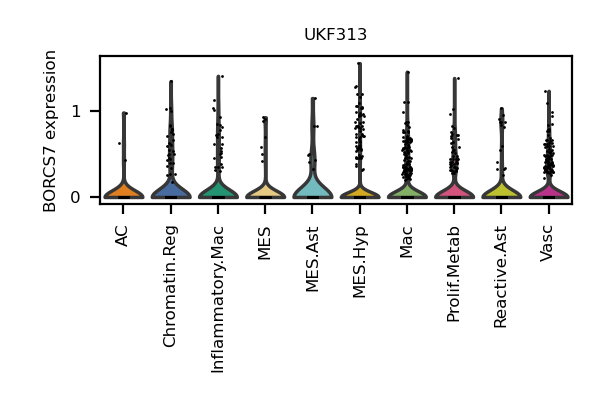 UKF313
BORCS7 expression
1
0
AC
Chromatin.Reg
Inflammatory.Mac
MES
MES.Ast
MES.Hyp
Mac
Prolif.Metab
Reactive.Ast
Vasc